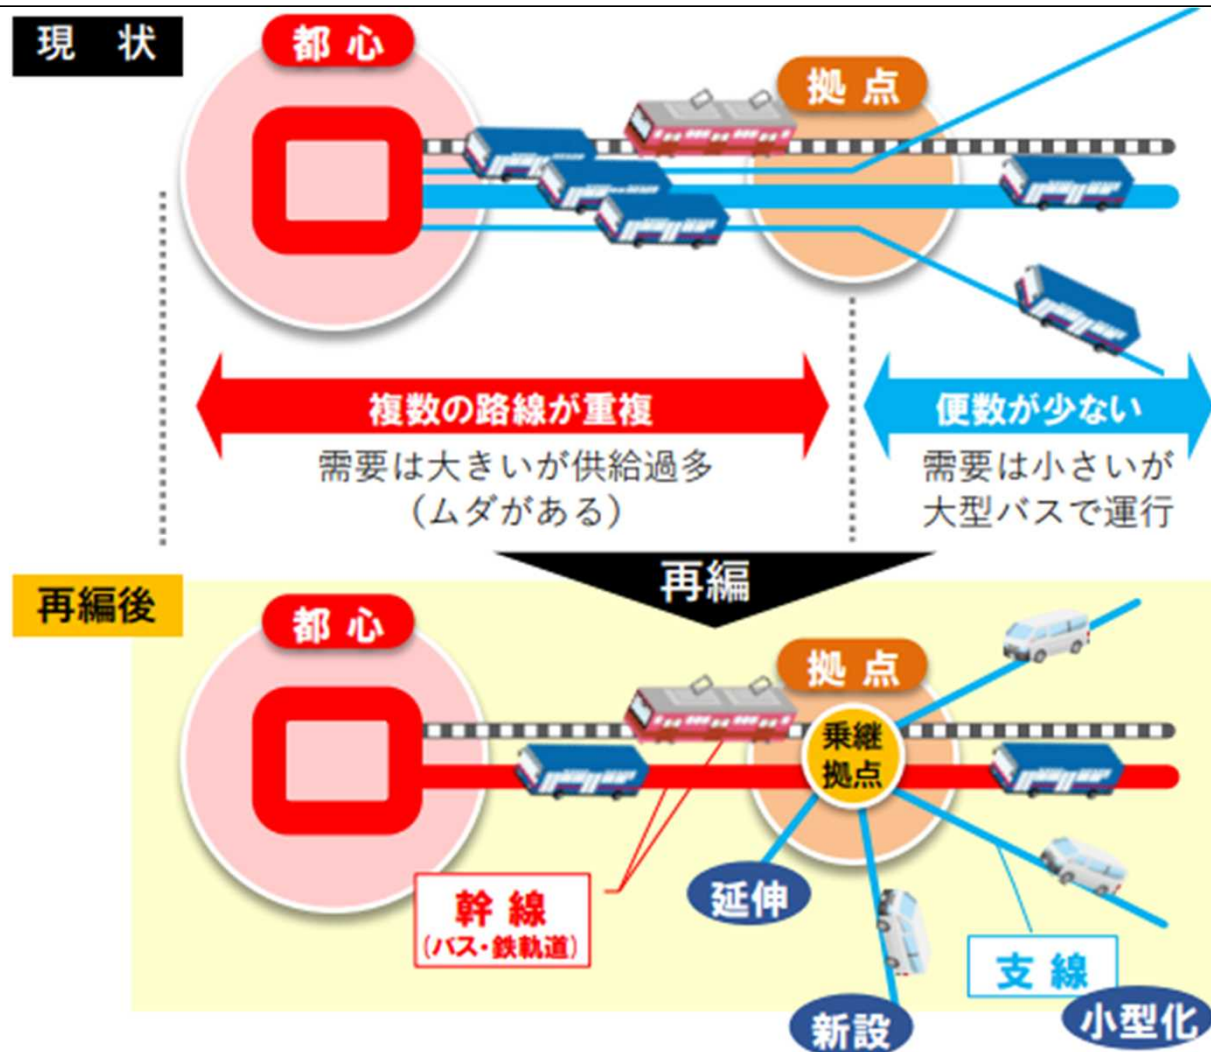 現 状
都 心
拠 点
複数の路線が重複
便数が少ない
需要は大きいが供給過多
(ムダがある)
需要は小さいが
大型バスで運行
再編
再編後
都 心
拠 点
乗継
拠点
幹 線
(バス・鉄軌道)
延伸
新設
支 線
小型化